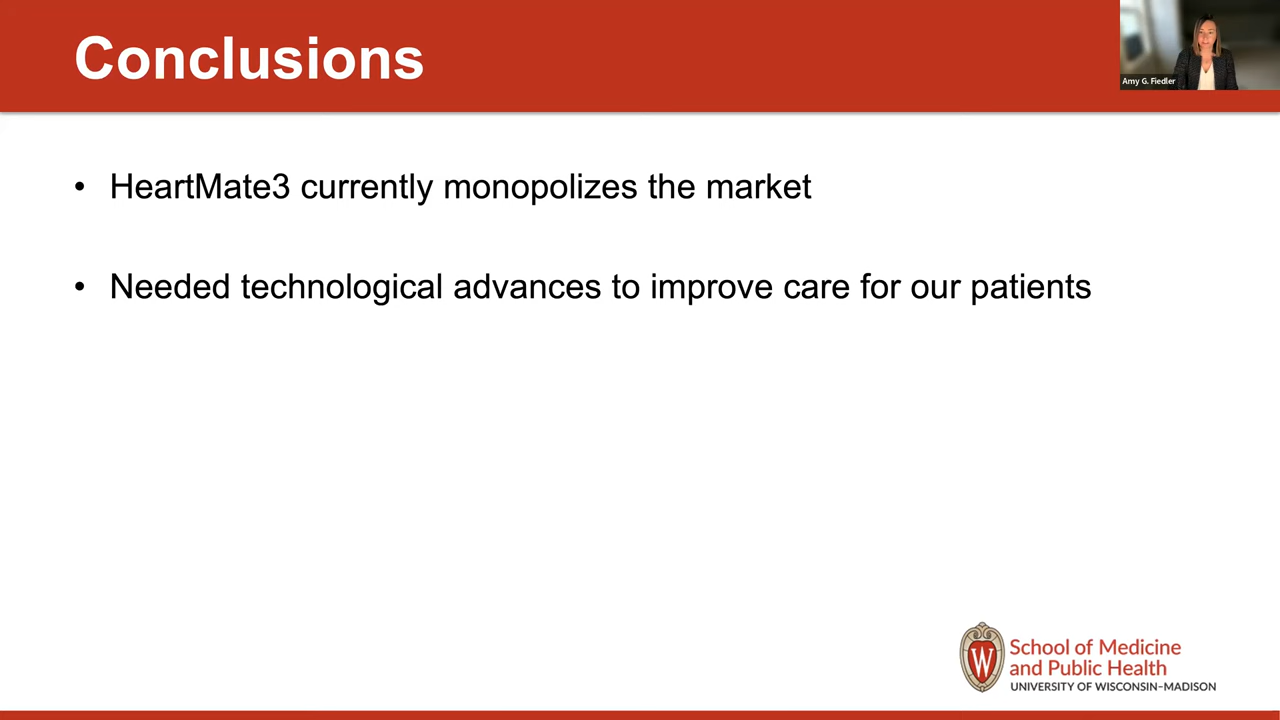 Conclusions
Amy G. Fiedler
• HeartMate3 currently monopolizes the market
• Needed technological advances to improve care for our patients
W
School of Medicine
and Public Health
UNIVERSITY OF WISCONSIN–MADISON